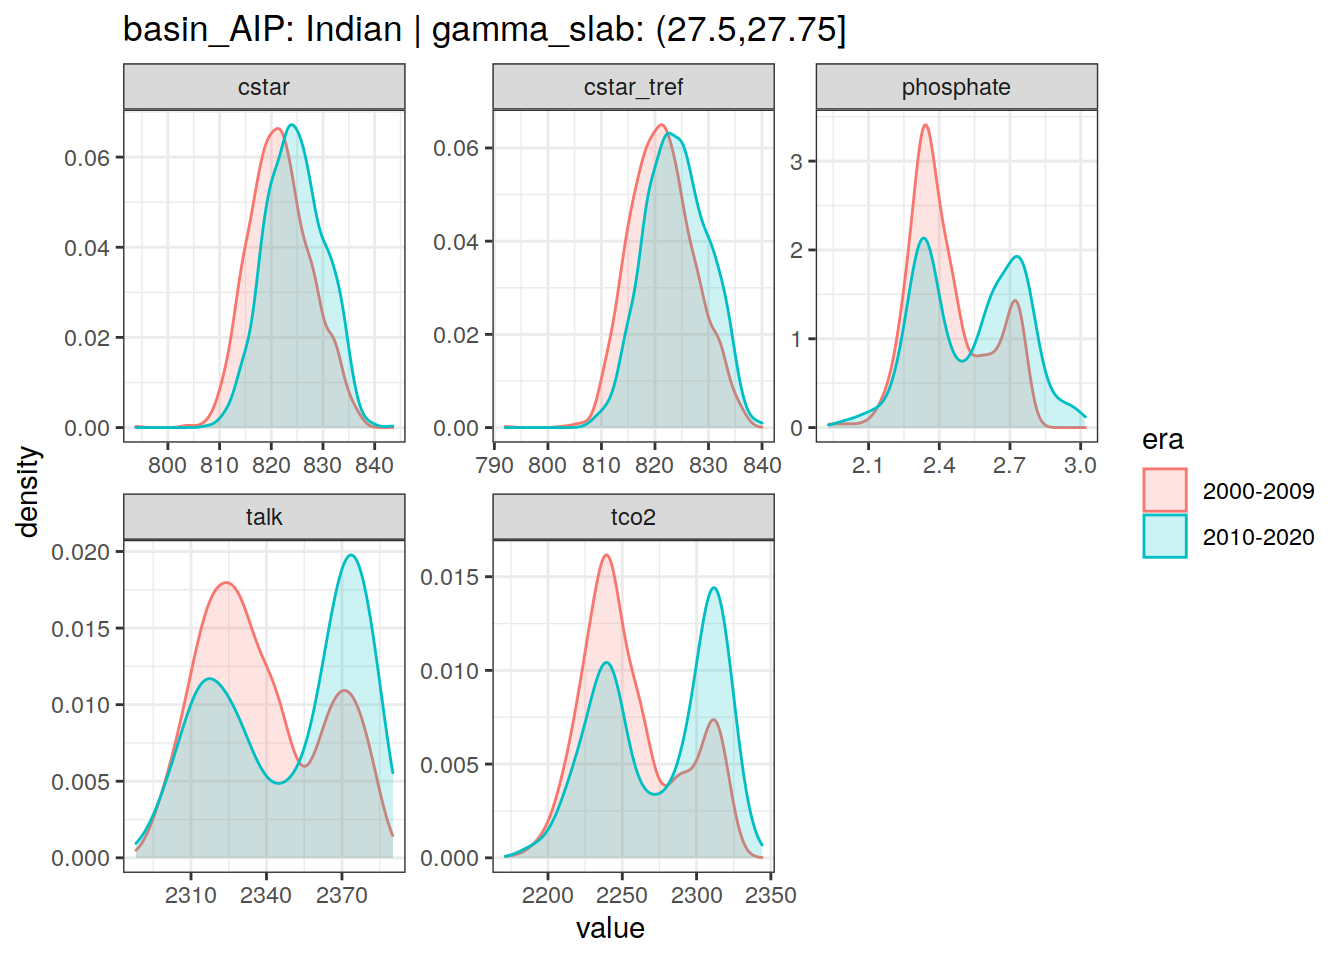 basin_AIP: Indian | gamma_slab: (27.5,27.75]
cstar
cstar_tref
phosphate
0.06
0.04
0.02
0.00
800 810 820 830 840
0.06
0.04
0.02
0.00
790 800 810 820 830 840
3
2
1
0
2.1 2.4 2.7 3.0
density
talk
tco2
0.020
0.015
0.010
0.005
0.000
2310 2340 2370
0.015
0.010
0.005
0.000
2200 2250 2300 2350
value
era
2000-2009
2010-2020